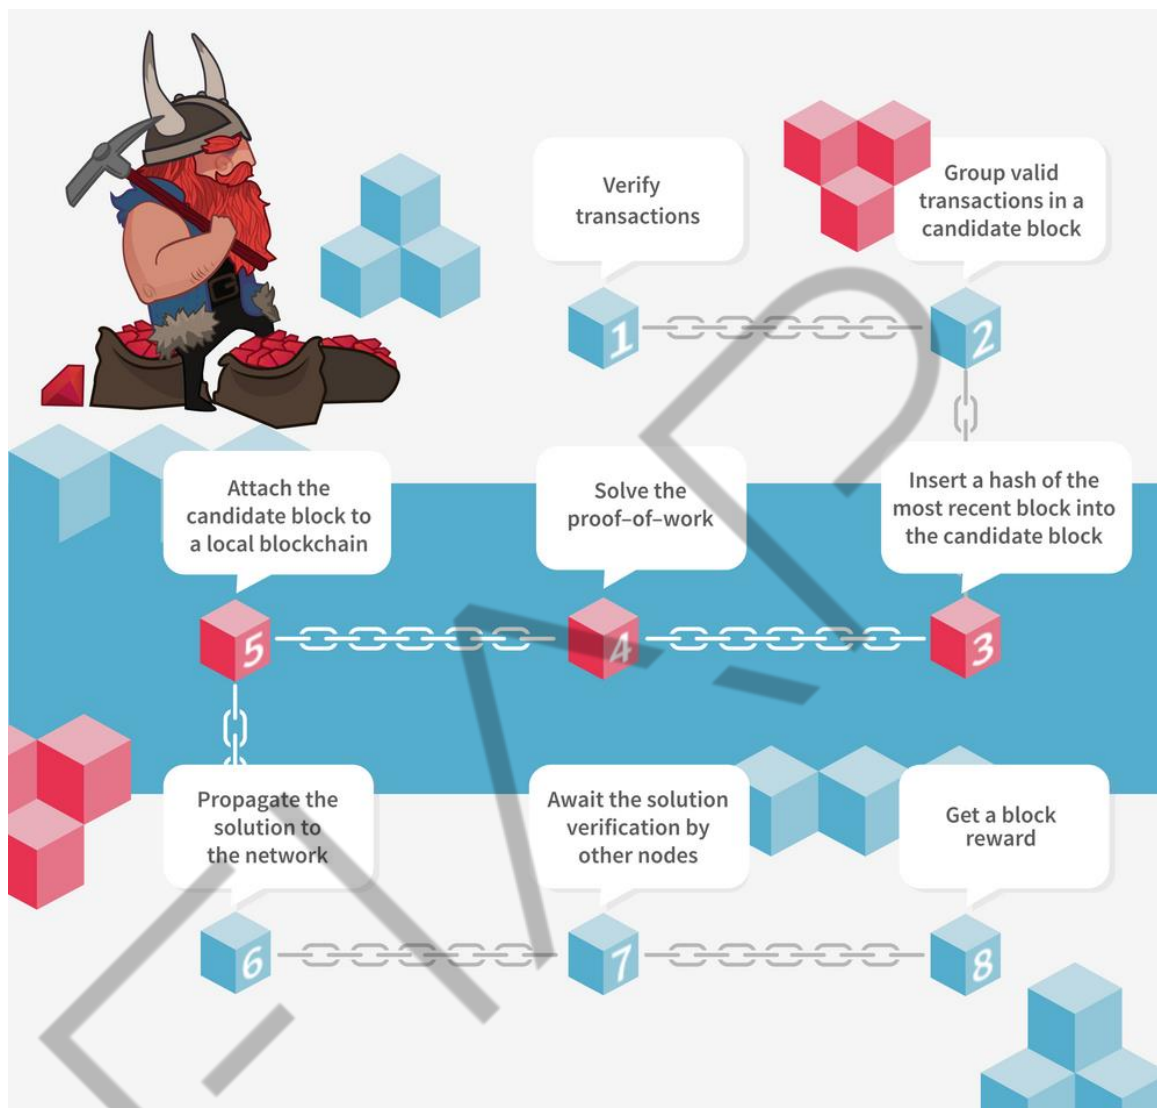 Verify
transactions
Group valid
transactions in a
candidate block
1
2
Insert a hash of the
most recent block into
the candidate block
3
Solve the
proof–of–work
4
Attach the
candidate block to
a local blockchain
5
Propagate the
solution to
the network
6
Await the solution
verification by
other nodes
7
Get a block
reward
8